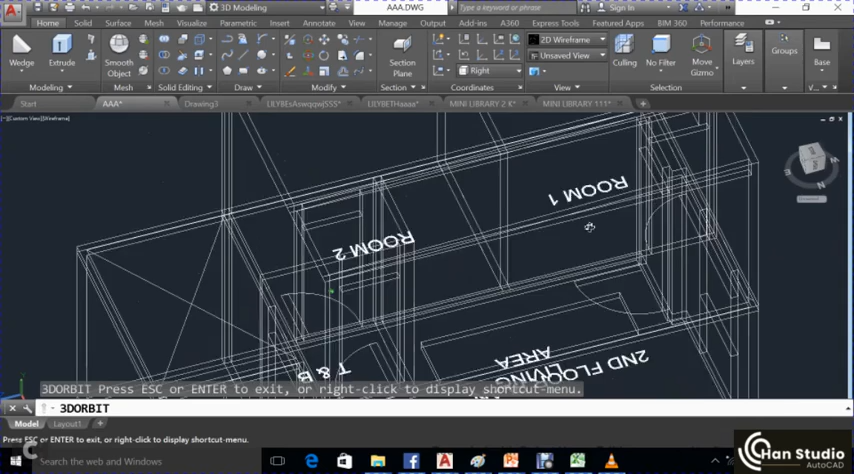 3D Modeling
AAA.DWG
Type a keyword or phrase
Sign In
Home Solid Surface Mesh Visualize Parametric Insert Annotate View Manage Output Add-ins A360 Express Tools Featured Apps BIM 360 Performance
Wedge Extrude Smooth Object Section Plane Right 2D Wireframe Unsaved View Culling No Filter Move Gizmo Layers Groups Base
Modeling Mesh Solid Editing Draw Modify Section Coordinates View Selection
Start AAA* Drawing3 MINI LIBRARY 2 K* MINI LIBRARY 111*
[-][Custom View][Wireframe]
ROOM 1
ROOM 2
T & B
2ND FLOOR
LIVING
AREA
3DORBIT Press ESC or ENTER to exit, or right-click to display shortcut-menu.
3DORBIT
Model Layout1
Press ESC or ENTER to exit, or right-click to display shortcut-menu.
Search the web and Windows
Han Studio
AutoCAD